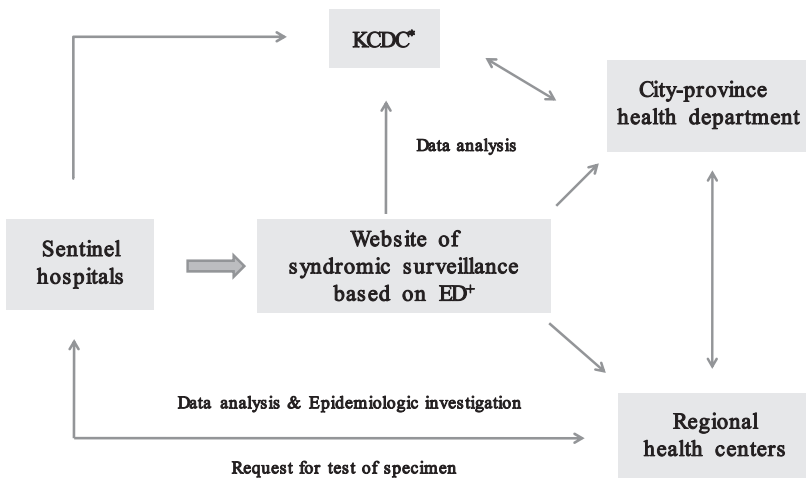 KCDC*
City-province
health department
Data analysis
Sentinel
hospitals
Website of
syndromic surveillance
based on ED+
Data analysis & Epidemiologic investigation
Regional
health centers
Request for test of specimen